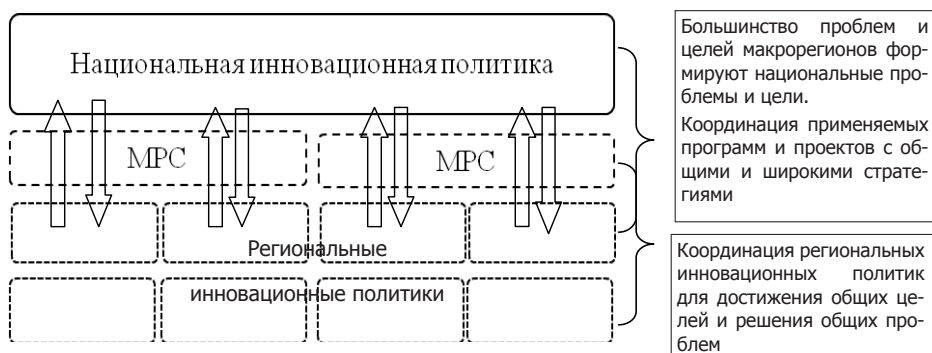 Национальная инновационная политика
МРС
МРС
Региональные
инновационные политики
Большинство проблем и
целей макрорегионов фор-
мируют национальные про-
блемы и цели.
Координация применяемых
программ и проектов с об-
щими и широкими страте-
гиями
Координация региональных
инновационных политик
для достижения общих це-
лей и решения общих про-
блем